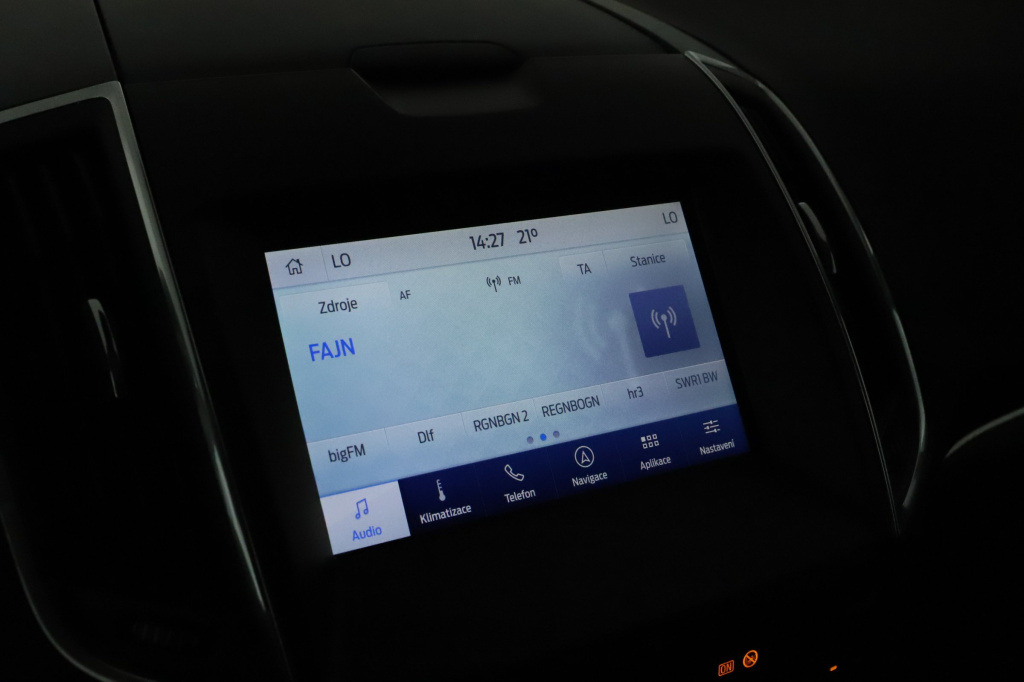 LO 14:27 21° LO
Zdroje AF FM TA Stanice
FAJN
bigFM Dlf RGNBGN 2 REGNBOGN hr3 SWR1 BW
Audio Klimatizace Telefon Navigace Aplikace Nastavení
ON